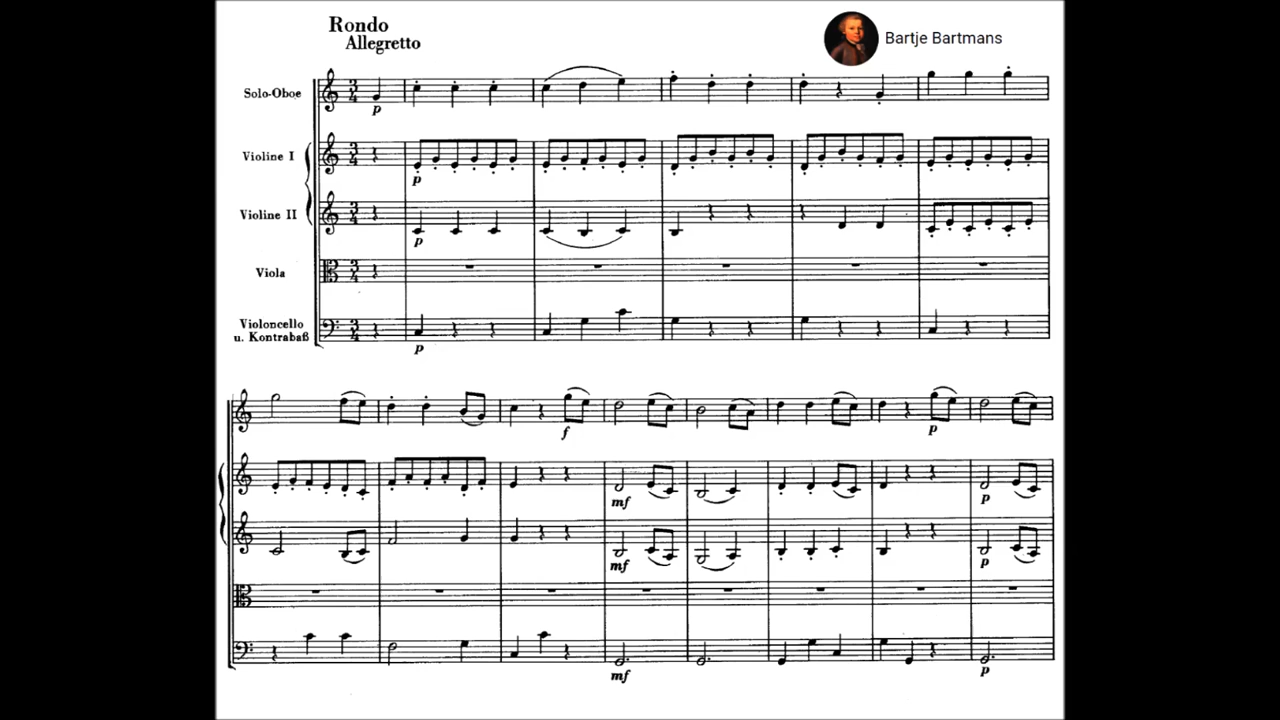 Rondo
Allegretto
Bartje Bartmans
Solo-Oboe
p
Violine I
p
Violine II
p
Viola
Violoncello
u. Kontrabaß
p
f
p
mf
p
mf
p
mf
p